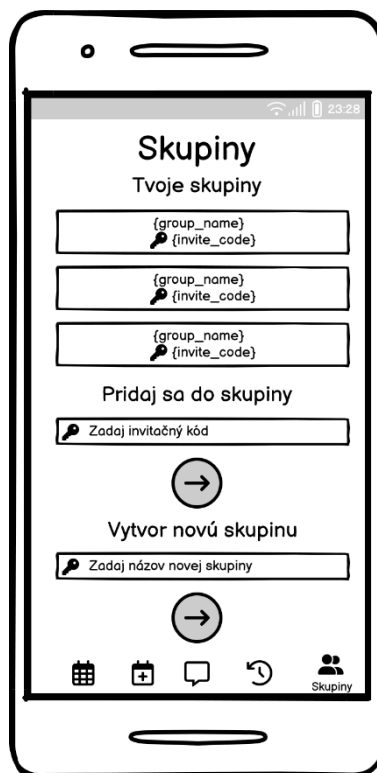 23:28
Skupiny
Tvoje skupiny
{group_name}
{invite_code}
{group_name}
{invite_code}
{group_name}
{invite_code}
Pridaj sa do skupiny
Zadaj invitačný kód
Vytvor novú skupinu
Zadaj názov novej skupiny
Skupiny